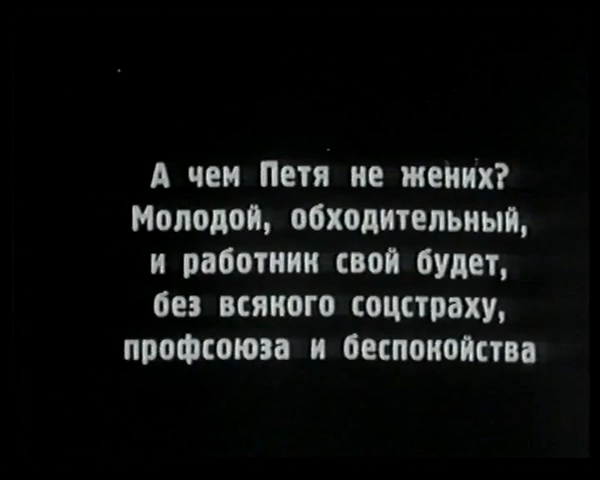 А чем Петя не жених?
Молодой, обходительный,
и работник свой будет,
без всякого соцстраху,
профсоюза и беспокойства